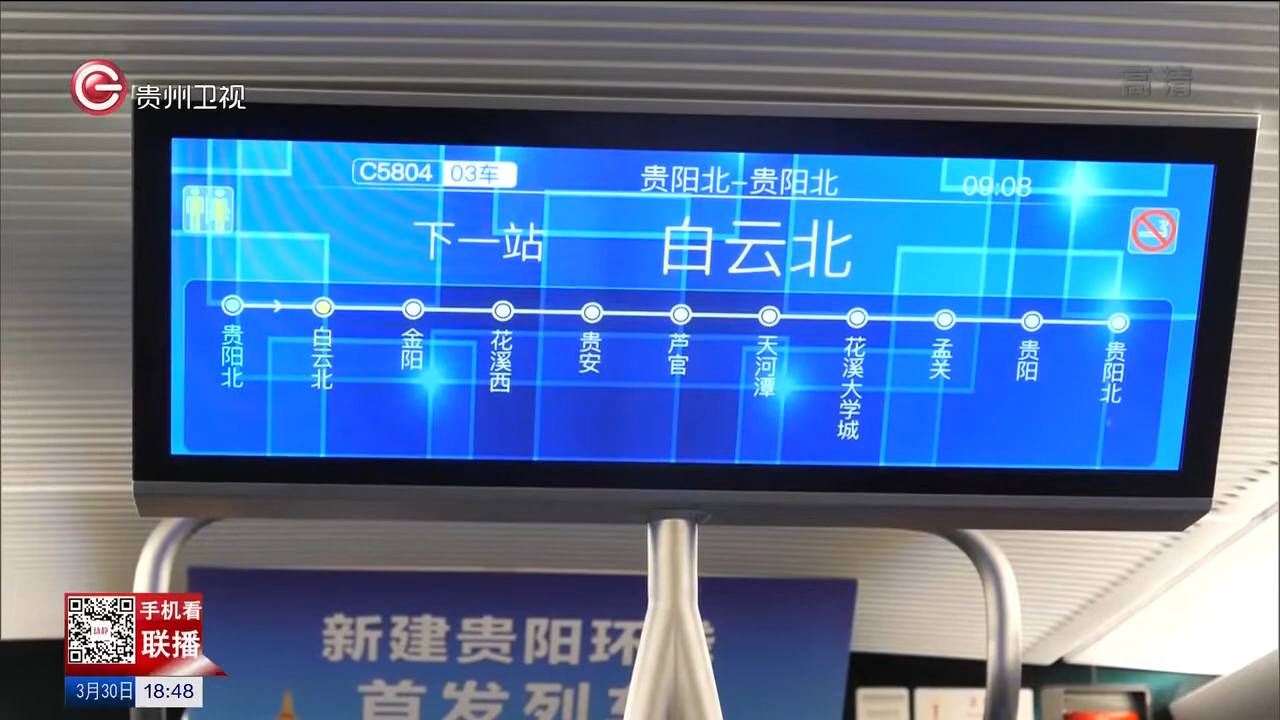 贵州卫视
高清
C5804 03车
贵阳北-贵阳北
09:08
下一站 白云北
贵阳北
白云北
金阳
花溪西
贵安
芦官
天河潭
花溪大学城
孟关
贵阳
贵阳北
新建贵阳环
首发列车
手机看
联播
3月30日 18:48